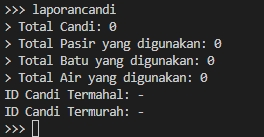 >>> laporancandi
> Total Candi: 0
> Total Pasir yang digunakan: 0
> Total Batu yang digunakan: 0
> Total Air yang digunakan: 0
ID Candi Termahal: -
ID Candi Termurah: -
>>>